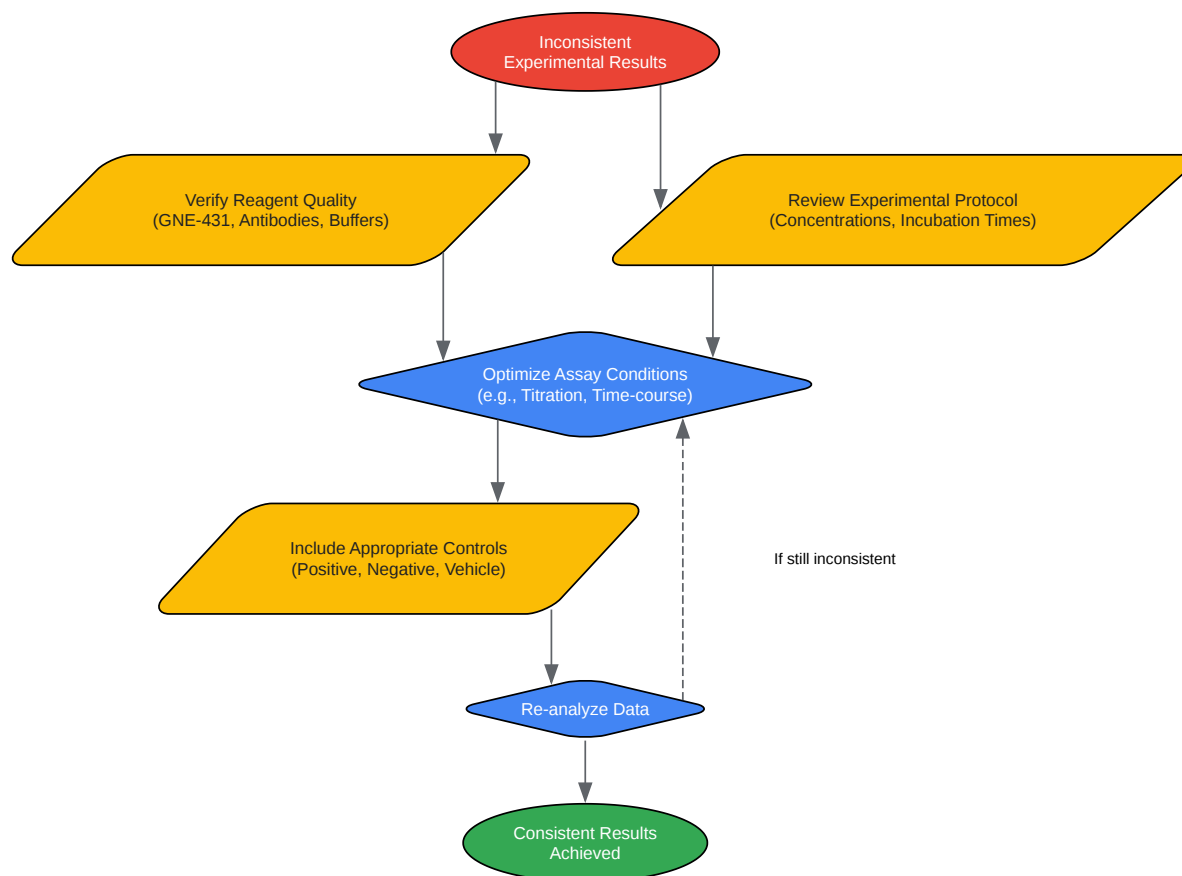 Inconsistent
Experimental Results
Verify Reagent Quality
(GNE-431, Antibodies, Buffers)
Review Experimental Protocol
(Concentrations, Incubation Times)
Optimize Assay Conditions
(e.g., Titration, Time-course)
Include Appropriate Controls
(Positive, Negative, Vehicle)
If still inconsistent
Re-analyze Data
Consistent Results
Achieved